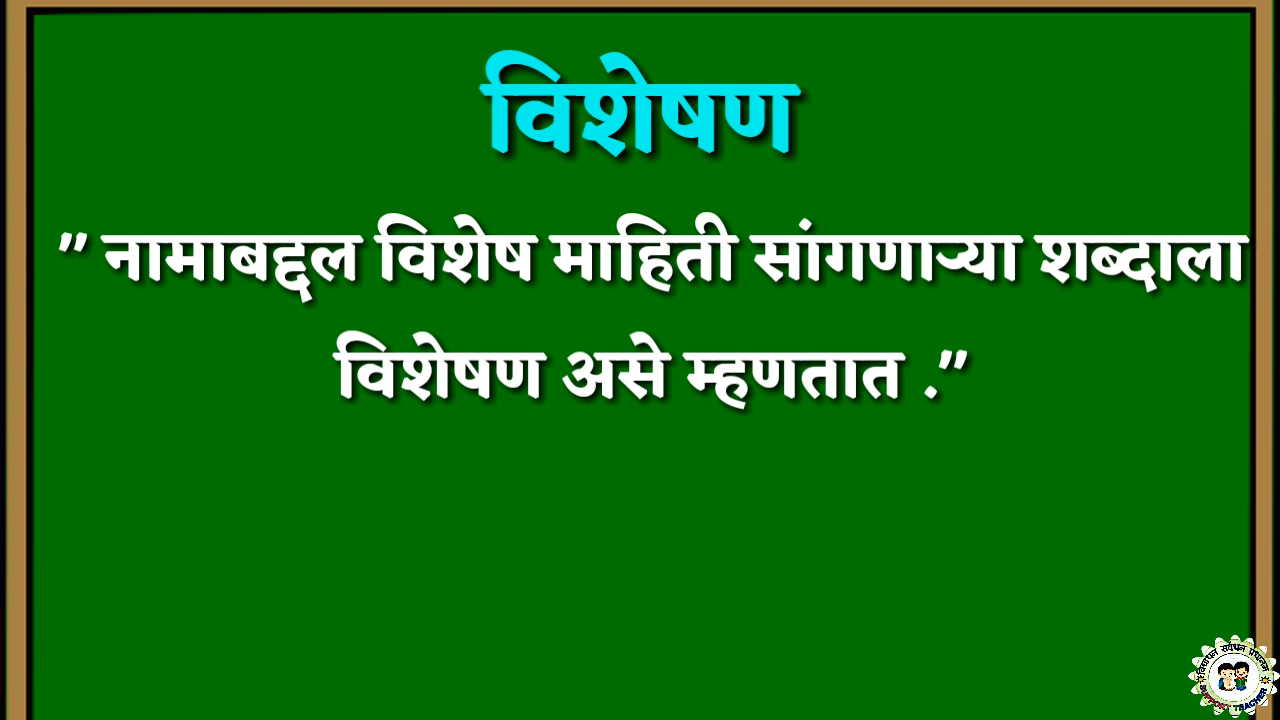 विशेषण
" नामाबद्दल विशेष माहिती सांगणाऱ्या शब्दाला
विशेषण असे म्हणतात ."